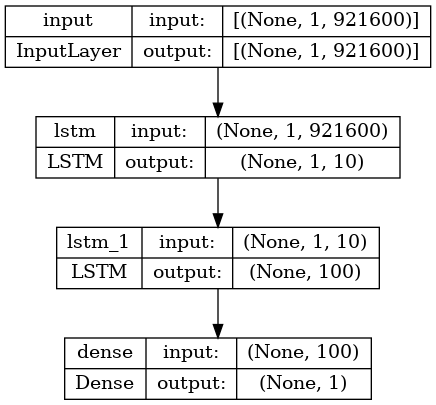 input input: [(None, 1, 921600)]
InputLayer output: [(None, 1, 921600)]
lstm input: (None, 1, 921600)
LSTM output: (None, 1, 10)
lstm_1 input: (None, 1, 10)
LSTM output: (None, 100)
dense input: (None, 100)
Dense output: (None, 1)